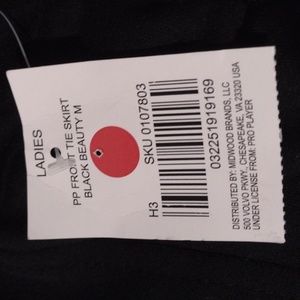 LADIES
PP FRONT TIE SKIRT
BLACK BEAUTY M
SKU 0107803
H3
032251919169
DISTRIBUTED BY: MIDWOOD BRANDS, LLC
500 VOLVO PKWY., CHESAPEAKE, VA 23320 USA
UNDER LICENSE FROM: PRO PLAYER